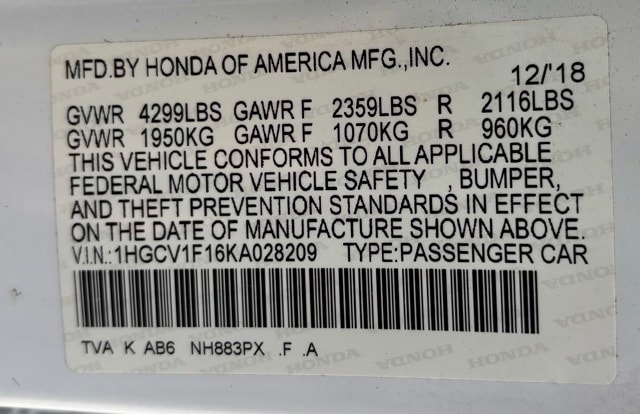 MFD.BY HONDA OF AMERICA MFG.,INC.
12/'18
GVWR 4299LBS GAWR F 2359LBS R 2116LBS
GVWR 1950KG GAWR F 1070KG R 960KG
THIS VEHICLE CONFORMS TO ALL APPLICABLE
FEDERAL MOTOR VEHICLE SAFETY , BUMPER,
AND THEFT PREVENTION STANDARDS IN EFFECT
ON THE DATE OF MANUFACTURE SHOWN ABOVE.
V.I.N.:1HGCV1F16KA028209 TYPE:PASSENGER CAR
TVA K AB6 NH883PX .F .A